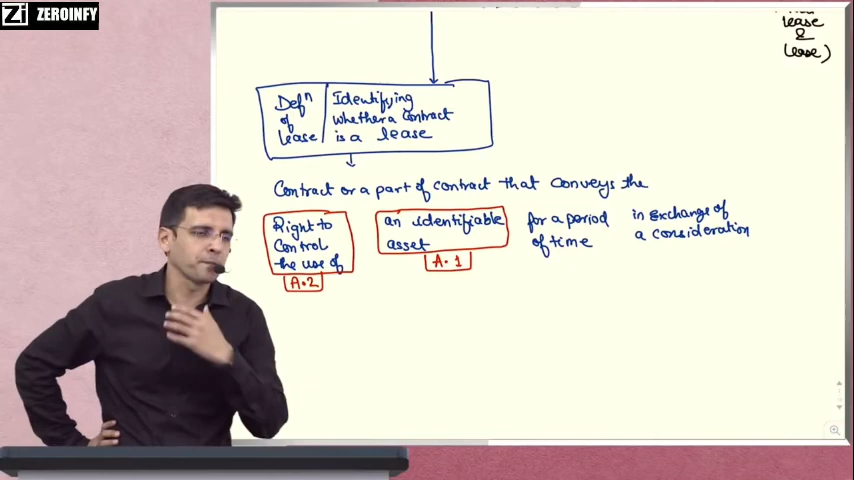 Zi ZEROINFY
lease
&
lease)
Defn
of
lease
Identifying
whether a contract
is a lease
Contract or a part of contract that conveys the
Right to
Control
the use of
A.2
an identifiable
asset
A.1
for a period
of time
in Exchange of
a consideration